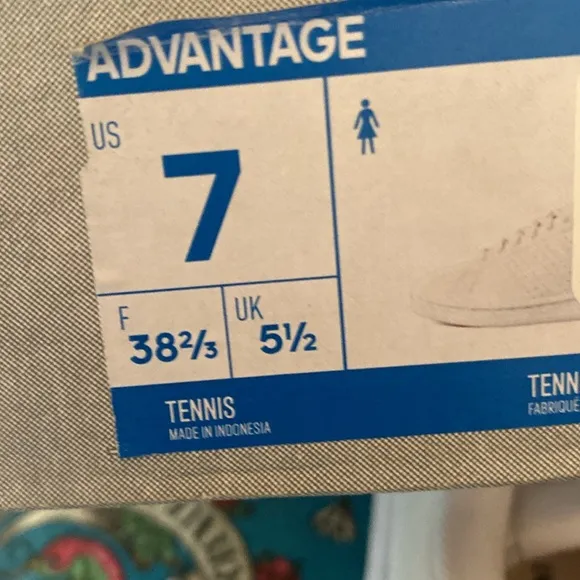 ADVANTAGE
US
7
F
38⅔
UK
5½
TENNIS
MADE IN INDONESIA
TENN
FABRIQUÉ